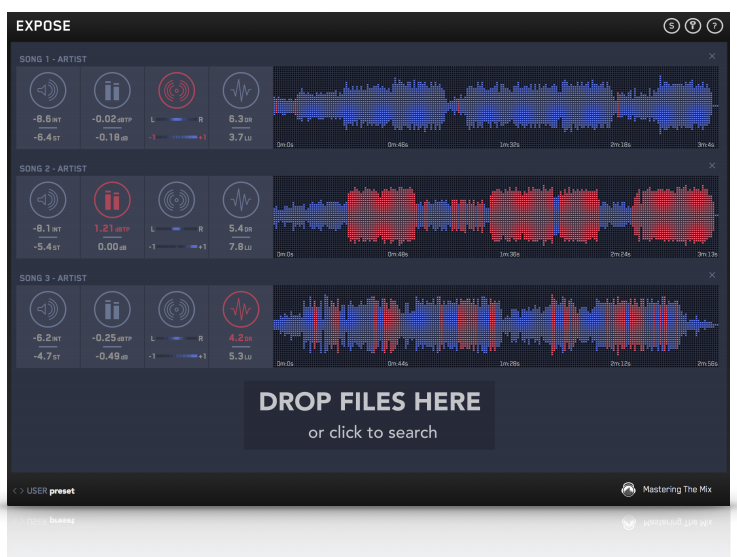 EXPOSE
S ?
SONG 1 - ARTIST
-8.6 INT -0.02 dBTP L R 6.3 DR
-6.4 ST -0.18 dB -1 +1 3.7 LU
0m:0s 0m:46s 1m:32s 2m:18s 3m:4s
SONG 2 - ARTIST
-8.1 INT 1.21 dBTP L R 5.4 DR
-5.4 ST 0.00 dB -1 +1 7.8 LU
0m:0s 0m:48s 1m:36s 2m:24s 3m:13s
SONG 3 - ARTIST
-6.2 INT -0.25 dBTP L R 4.2 DR
-4.7 ST -0.49 dB -1 +1 5.3 LU
0m:0s 0m:44s 1m:28s 2m:12s 2m:56s
DROP FILES HERE
or click to search
< > USER preset
Mastering The Mix